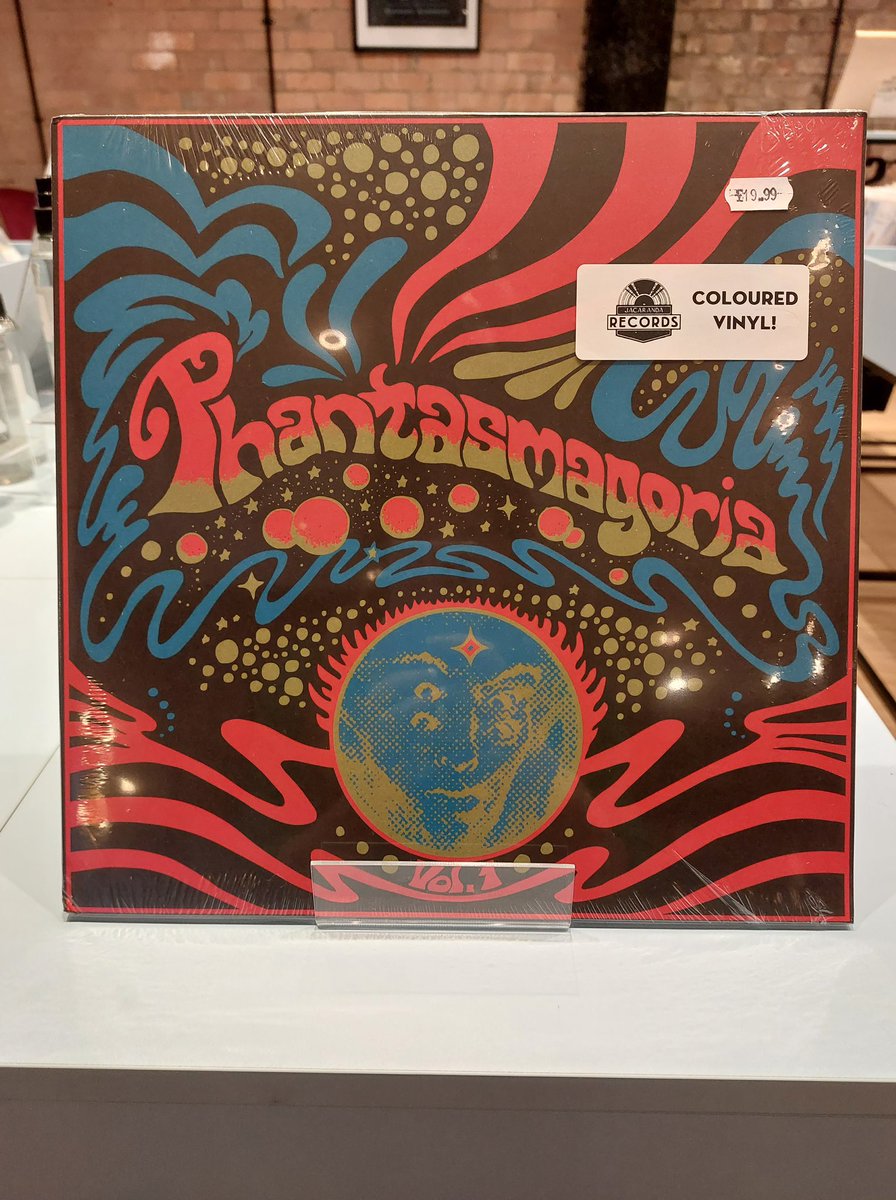 £19.99
JACARANDA
RECORDS
COLOURED
VINYL!
Phantasmagoria
Vol. 1